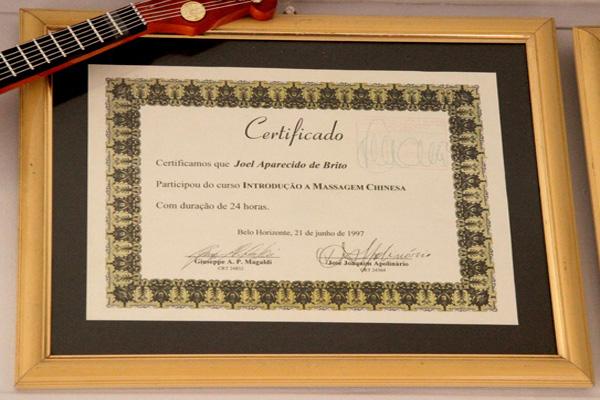 Certificado
Certificamos que Joel Aparecido de Brito
Participou do curso INTRODUÇÃO A MASSAGEM CHINESA
Com duração de 24 horas.
Belo Horizonte, 21 de junho de 1997
Giuseppe A. P. Magaldi
José Joaquim Apolinário